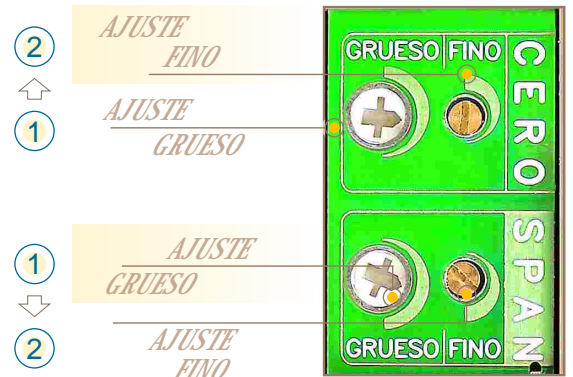 2
AJUSTE
FINO
1
AJUSTE
GRUESO
GRUESO FINO
CERO
1
AJUSTE
GRUESO
2
AJUSTE
FINO
SPAN
GRUESO FINO